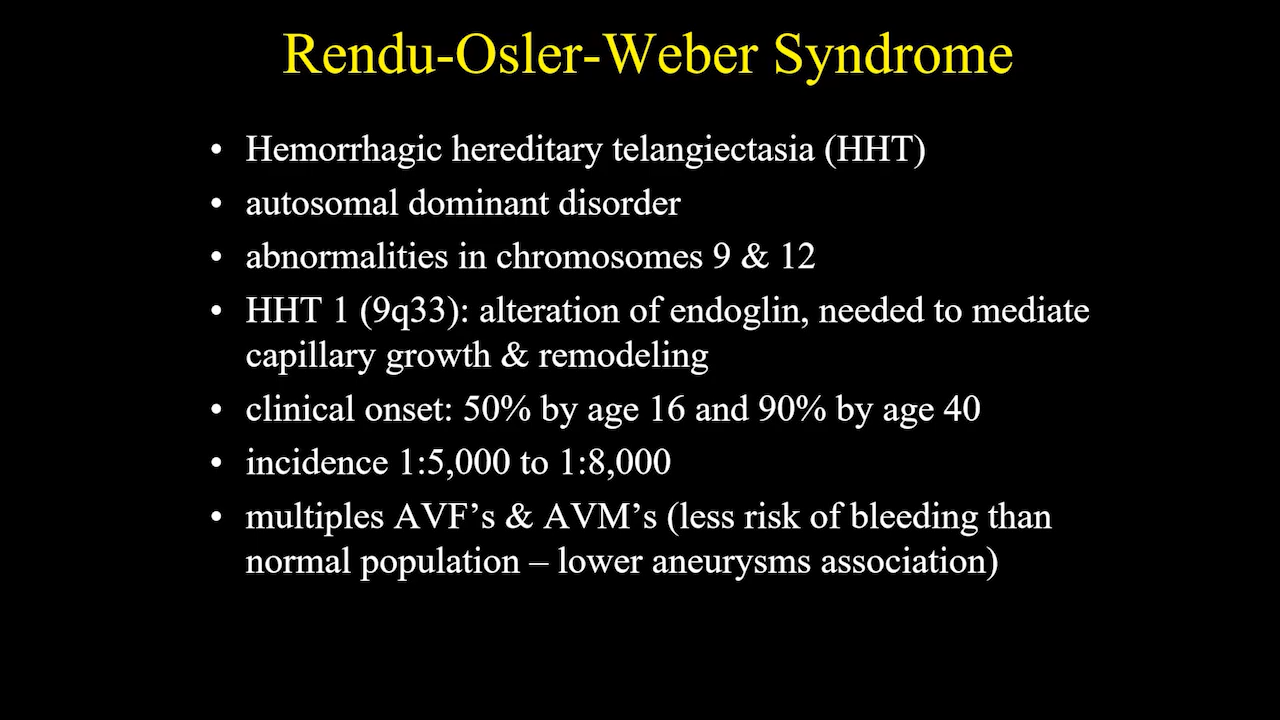 Rendu-Osler-Weber Syndrome
• Hemorrhagic hereditary telangiectasia (HHT)
• autosomal dominant disorder
• abnormalities in chromosomes 9 & 12
• HHT 1 (9q33): alteration of endoglin, needed to mediate
capillary growth & remodeling
• clinical onset: 50% by age 16 and 90% by age 40
• incidence 1:5,000 to 1:8,000
• multiples AVF’s & AVM’s (less risk of bleeding than
normal population – lower aneurysms association)